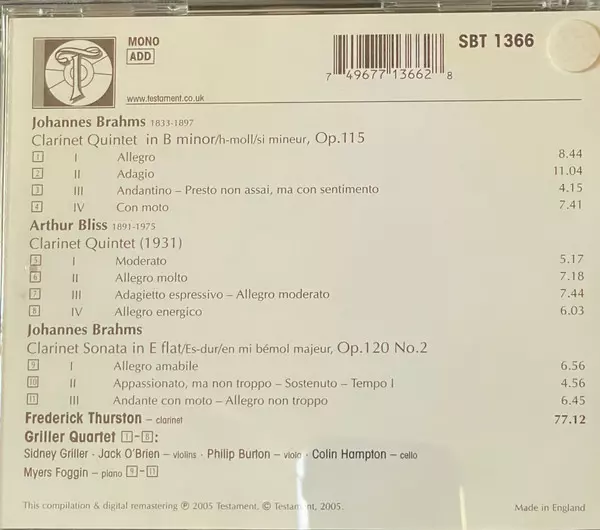 MONO
ADD
SBT 1366
7 49677 13662 8
www.testament.co.uk
Johannes Brahms 1833-1897
Clarinet Quintet in B minor/h-moll/si mineur, Op.115
1 I Allegro 8.44
2 II Adagio 11.04
3 III Andantino – Presto non assai, ma con sentimento 4.15
4 IV Con moto 7.41
Arthur Bliss 1891-1975
Clarinet Quintet (1931)
5 I Moderato 5.17
6 II Allegro molto 7.18
7 III Adagietto espressivo – Allegro moderato 7.44
8 IV Allegro energico 6.03
Johannes Brahms
Clarinet Sonata in E flat/Es-dur/en mi bémol majeur, Op.120 No.2
9 I Allegro amabile 6.56
10 II Appassionato, ma non troppo – Sostenuto – Tempo I 4.56
11 III Andante con moto – Allegro non troppo 6.45
Frederick Thurston – clarinet 77.12
Griller Quartet 1-8:
Sidney Griller · Jack O'Brien – violins · Philip Burton – viola · Colin Hampton – cello
Myers Foggin – piano 9-11
This compilation & digital remastering ℗ 2005 Testament, © Testament, 2005. Made in England